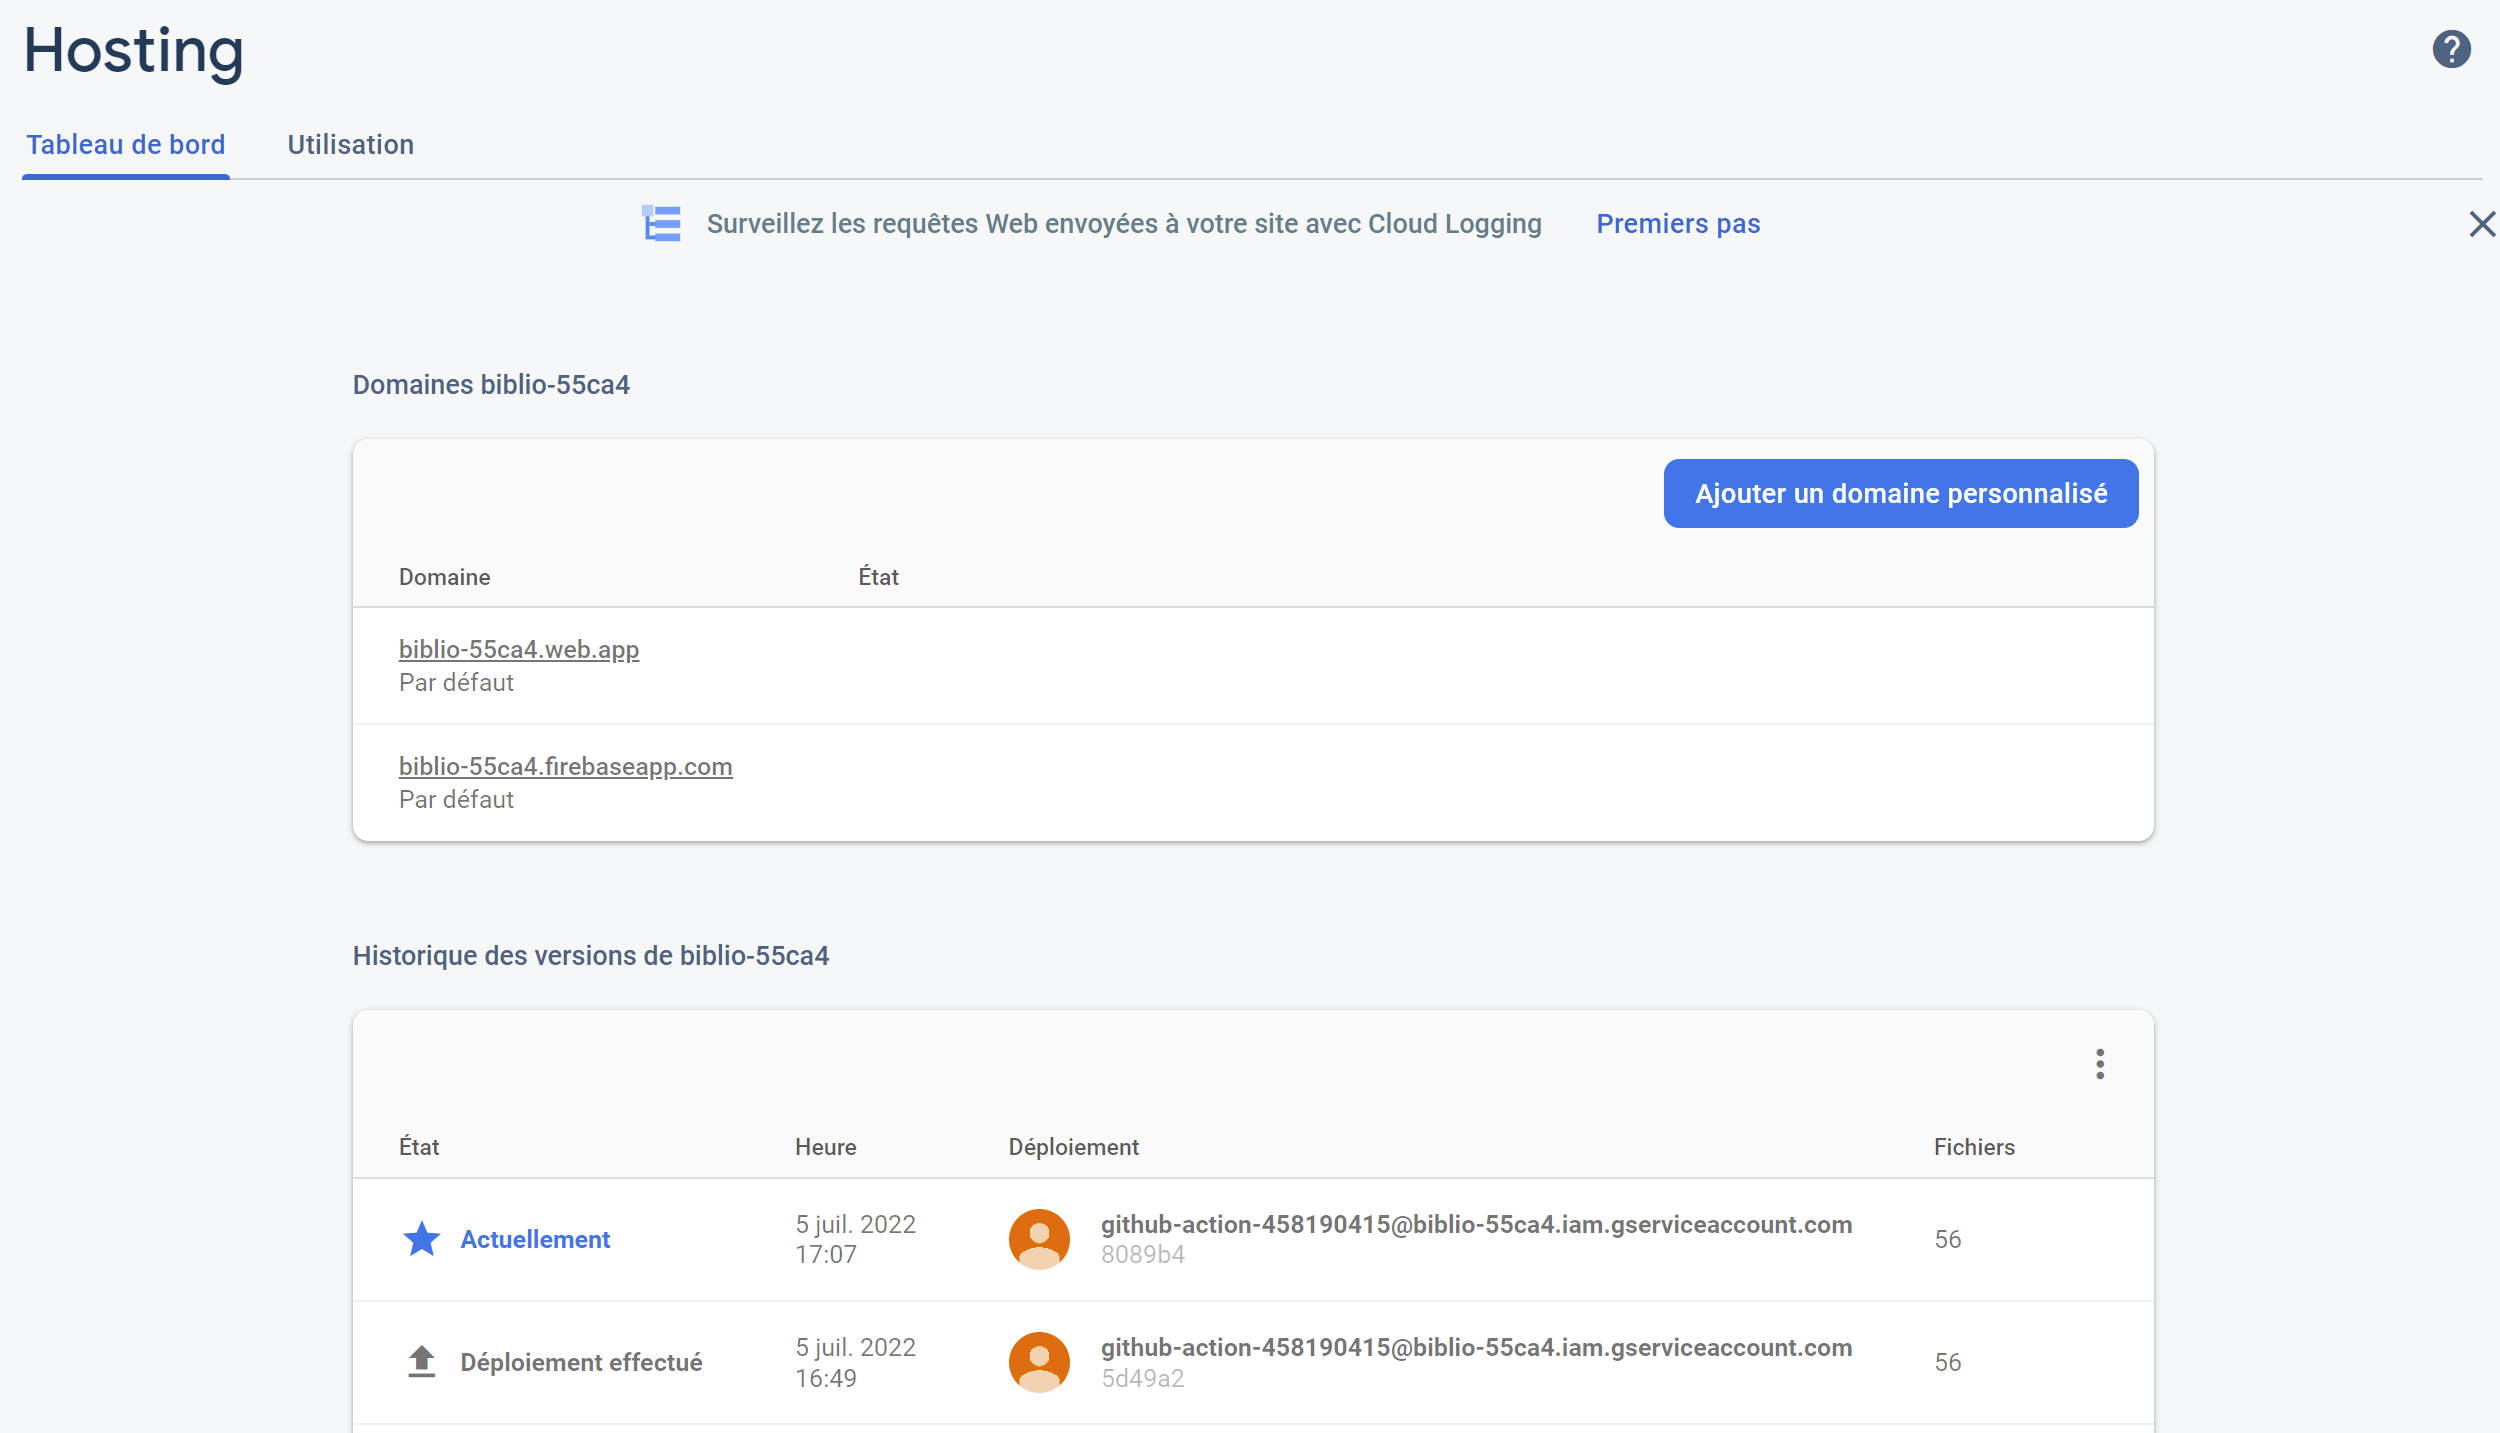 Hosting
Tableau de bord
Utilisation
Surveillez les requêtes Web envoyées à votre site avec Cloud Logging
Premiers pas
Domaines biblio-55ca4
Ajouter un domaine personnalisé
Domaine
État
biblio-55ca4.web.app
Par défaut
biblio-55ca4.firebaseapp.com
Par défaut
Historique des versions de biblio-55ca4
État
Heure
Déploiement
Fichiers
Actuellement
5 juil. 2022
17:07
github-action-458190415@biblio-55ca4.iam.gserviceaccount.com
8089b4
56
Déploiement effectué
5 juil. 2022
16:49
github-action-458190415@biblio-55ca4.iam.gserviceaccount.com
5d49a2
56